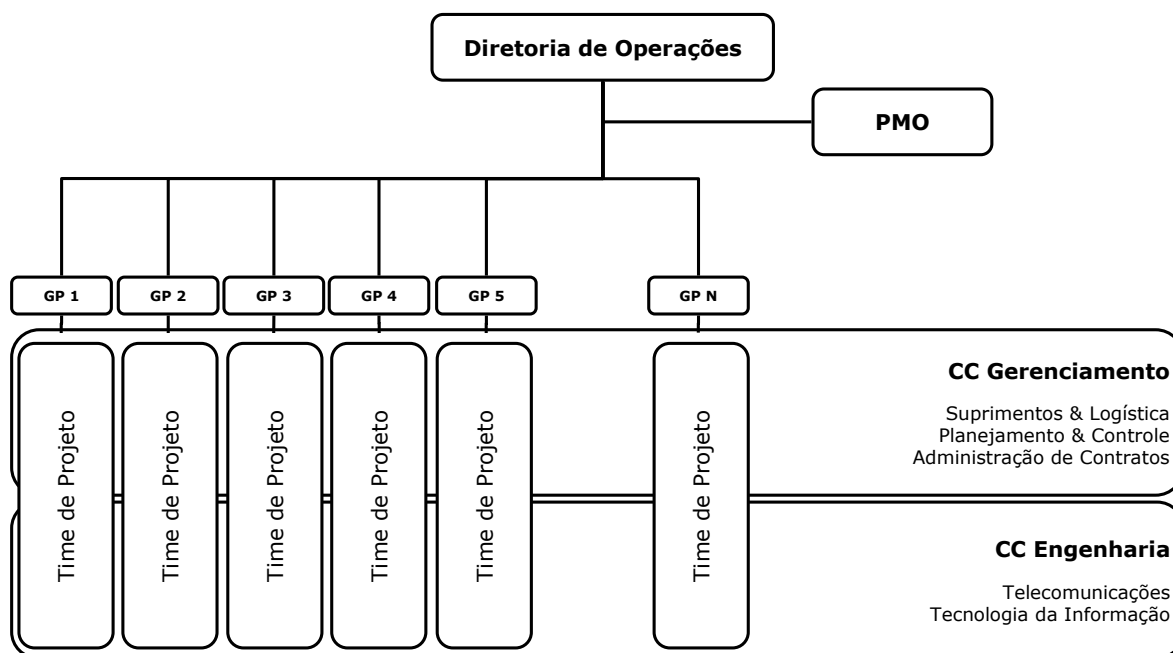 Diretoria de Operações
PMO
GP 1
GP 2
GP 3
GP 4
GP 5
GP N
Time de Projeto
Time de Projeto
Time de Projeto
Time de Projeto
Time de Projeto
Time de Projeto
CC Gerenciamento
Suprimentos & Logística
Planejamento & Controle
Administração de Contratos
CC Engenharia
Telecomunicações
Tecnologia da Informação